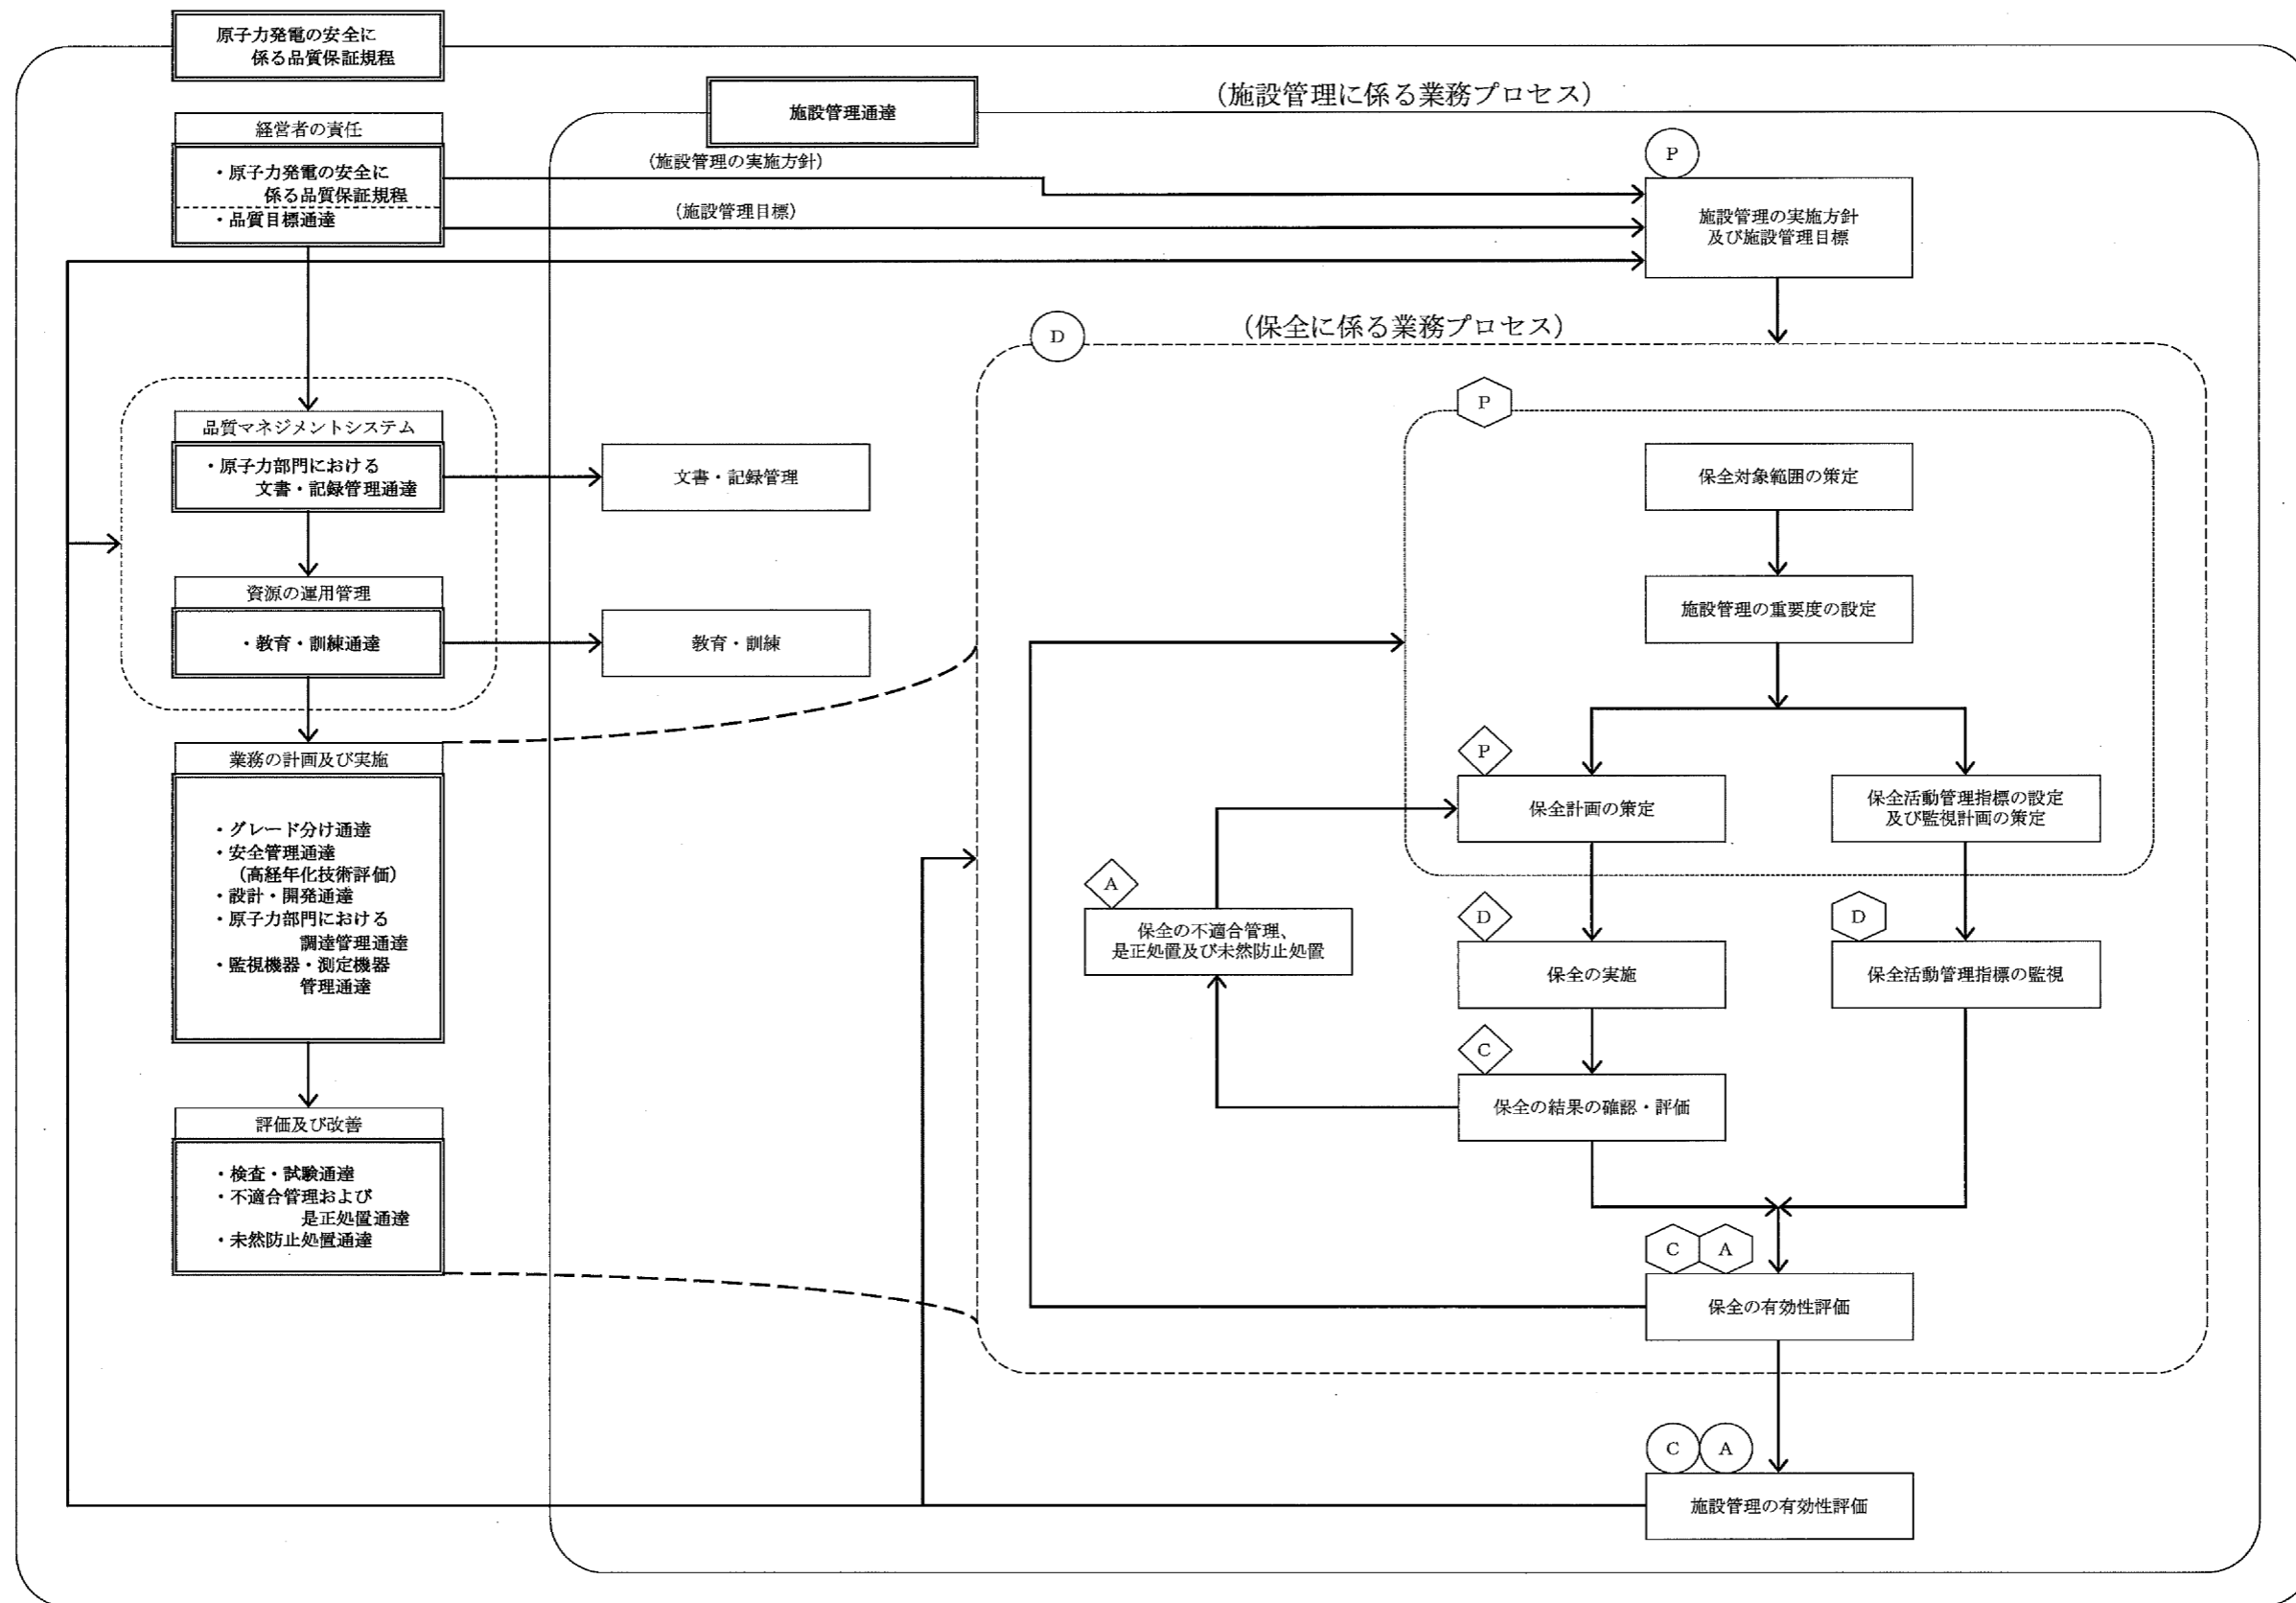 原子力発電の安全に
係る品質保証規程
施設管理通達
(施設管理に係る業務プロセス)
経営者の責任
・原子力発電の安全に
係る品質保証規程
・品質目標通達
(施設管理の実施方針)
(施設管理目標)
P
施設管理の実施方針
及び施設管理目標
D
(保全に係る業務プロセス)
品質マネジメントシステム
・原子力部門における
文書・記録管理通達
文書・記録管理
資源の運用管理
・教育・訓練通達
教育・訓練
業務の計画及び実施
・グレード分け通達
・安全管理通達
(高経年化技術評価)
・設計・開発通達
・原子力部門における
調達管理通達
・監視機器・測定機器
管理通達
評価及び改善
・検査・試験通達
・不適合管理および
是正処置通達
・未然防止処置通達
P
保全対象範囲の策定
施設管理の重要度の設定
P
保全計画の策定
保全活動管理指標の設定
及び監視計画の策定
A
保全の不適合管理、
是正処置及び未然防止処置
D
保全の実施
D
保全活動管理指標の監視
C
保全の結果の確認・評価
C
A
保全の有効性評価
C
A
施設管理の有効性評価